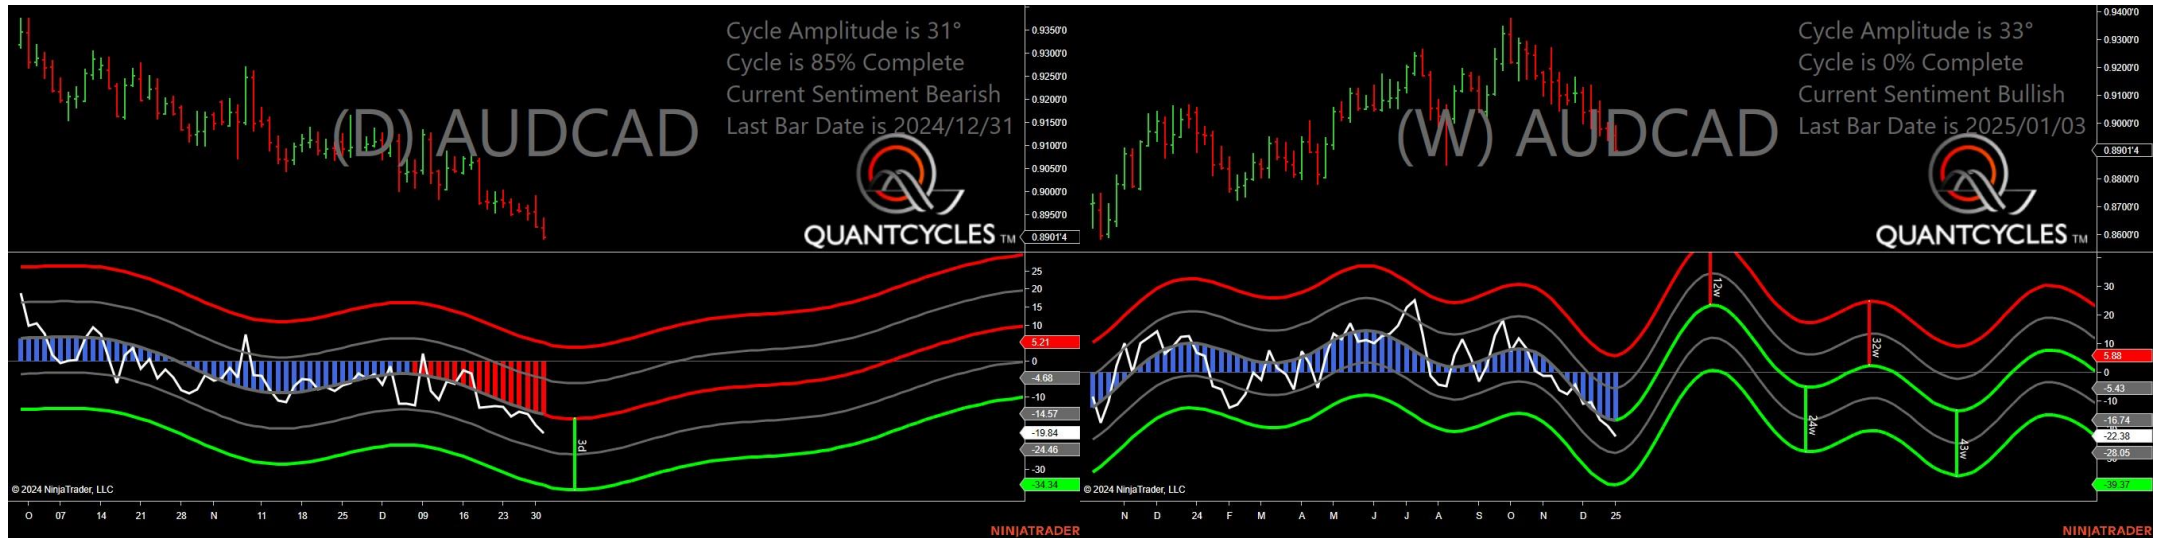 Cycle Amplitude is 31°
Cycle is 85% Complete
Current Sentiment Bearish
Last Bar Date is 2024/12/31
(D) AUDCAD
QUANTCYCLES TM
0.9350'0
0.9300'0
0.9250'0
0.9200'0
0.9150'0
0.9100'0
0.9050'0
0.9000'0
0.8950'0
0.8901'4
25
20
15
10
5.21
0
-4.68
-10
-14.57
-19.84
-24.46
-30
-34.34
3d
© 2024 NinjaTrader, LLC
O 07 14 21 28 N 11 18 25 D 09 16 23 30
NINJATRADER
Cycle Amplitude is 33°
Cycle is 0% Complete
Current Sentiment Bullish
Last Bar Date is 2025/01/03
(W) AUDCAD
QUANTCYCLES TM
0.9400'0
0.9300'0
0.9200'0
0.9100'0
0.9000'0
0.8901'4
0.8800'0
0.8700'0
0.8600'0
30
20
10
5.88
0
-5.43
-10
-16.74
-22.38
-28.05
-39.37
12w
24w
32w
43w
© 2024 NinjaTrader, LLC
N D 24 F M A M J J A S O N D 25
NINJATRADER